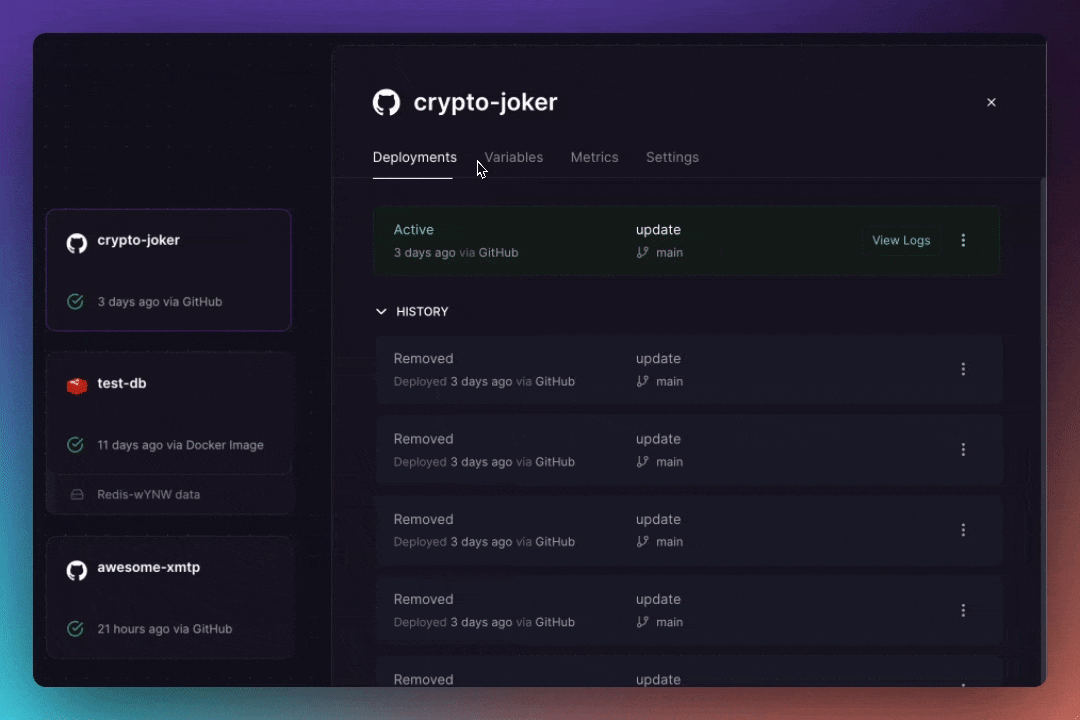 crypto-joker
3 days ago via GitHub
test-db
11 days ago via Docker Image
Redis-wYNW data
awesome-xmtp
21 hours ago via GitHub
crypto-joker
Deployments Variables Metrics Settings
Active update
3 days ago via GitHub main View Logs
HISTORY
Removed update
Deployed 3 days ago via GitHub main
Removed update
Deployed 3 days ago via GitHub main
Removed update
Deployed 3 days ago via GitHub main
Removed update
Deployed 3 days ago via GitHub main
Removed update